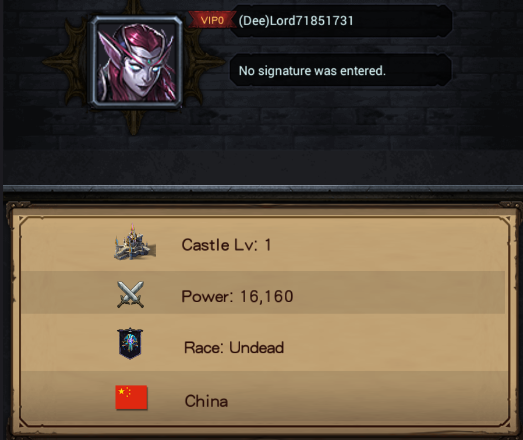 VIP0
(Dee)Lord71851731
No signature was entered.
Castle Lv: 1
Power: 16,160
Race: Undead
China